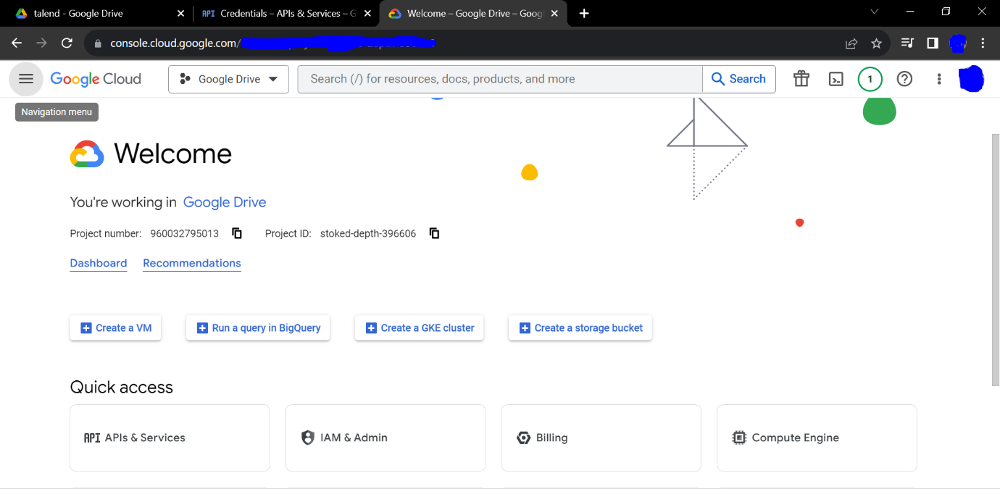 talend - Google Drive
API Credentials – APIs & Services – G
Welcome – Google Drive – Goog
console.cloud.google.com/
Google Cloud
Google Drive
Search (/) for resources, docs, products, and more
Search
1
Navigation menu
Welcome
You're working in Google Drive
Project number: 960032795013 Project ID: stoked-depth-396606
Dashboard Recommendations
Create a VM
Run a query in BigQuery
Create a GKE cluster
Create a storage bucket
Quick access
API APIs & Services
IAM & Admin
Billing
Compute Engine